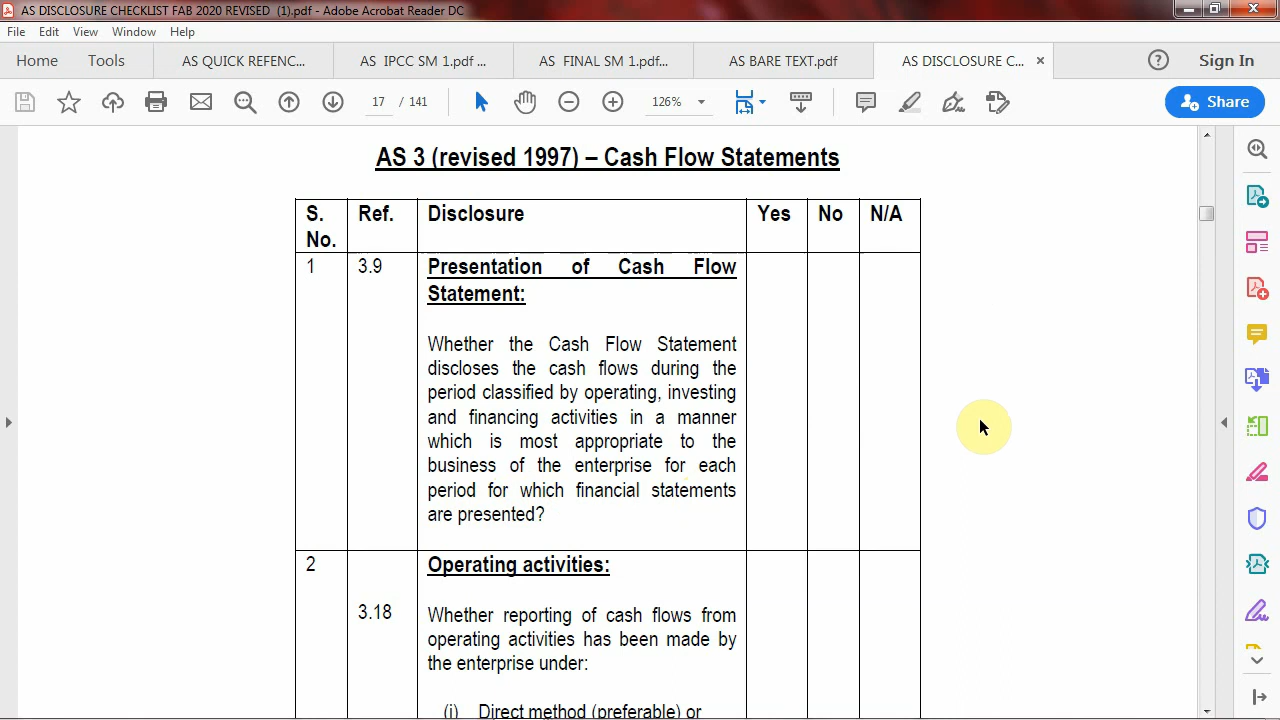 AS DISCLOSURE CHECKLIST FAB 2020 REVISED (1).pdf - Adobe Acrobat Reader DC
File Edit View Window Help
Home Tools AS QUICK REFENC... AS IPCC SM 1.pdf ... AS FINAL SM 1.pdf... AS BARE TEXT.pdf AS DISCLOSURE C... × ? Sign In
17 / 141 126% Share
AS 3 (revised 1997) – Cash Flow Statements
S. No. Ref. Disclosure Yes No N/A
1 3.9 Presentation of Cash Flow
Statement:
Whether the Cash Flow Statement
discloses the cash flows during the
period classified by operating, investing
and financing activities in a manner
which is most appropriate to the
business of the enterprise for each
period for which financial statements
are presented?
2 Operating activities:
3.18 Whether reporting of cash flows from
operating activities has been made by
the enterprise under:
(i) Direct method (preferable) or